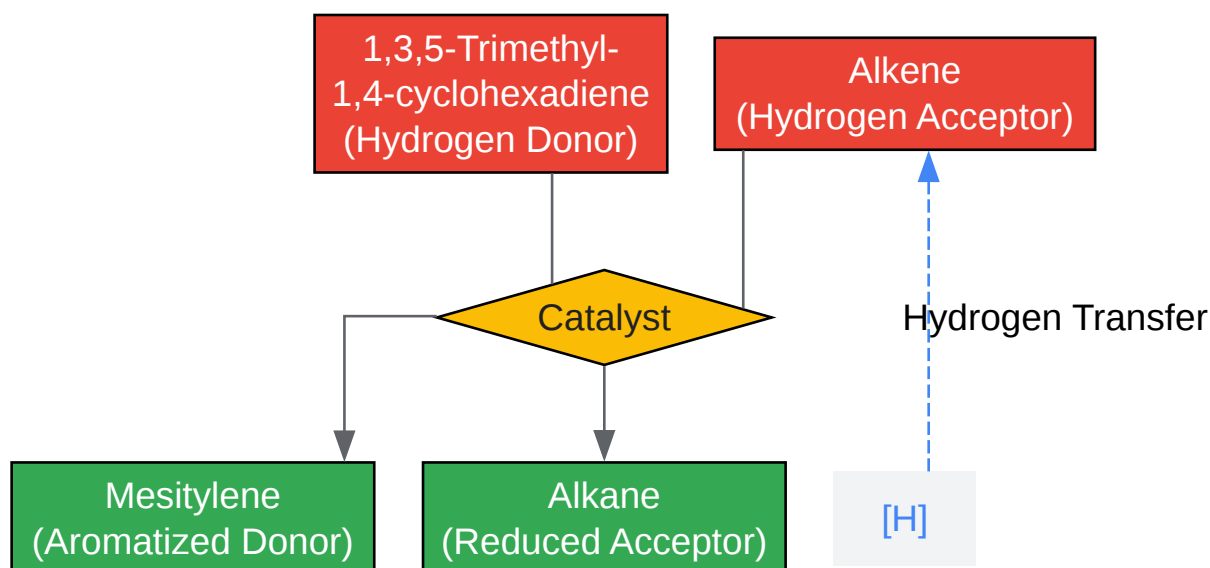 1,3,5-Trimethyl-
1,4-cyclohexadiene
(Hydrogen Donor)
Alkene
(Hydrogen Acceptor)
Catalyst
Hydrogen Transfer
Mesitylene
(Aromatized Donor)
Alkane
(Reduced Acceptor)
[H]